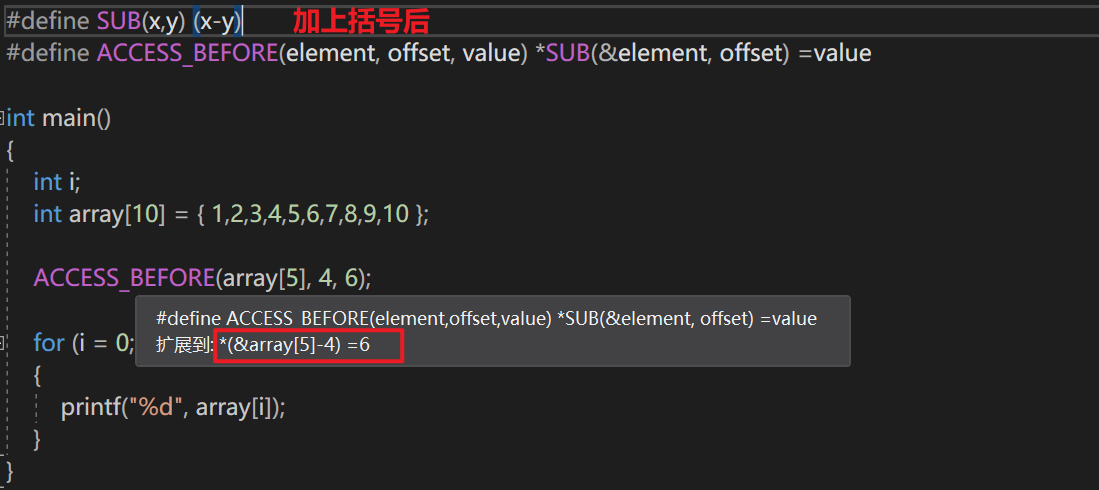 #define SUB(x,y) (x-y) 加上括号后
#define ACCESS_BEFORE(element, offset, value) *SUB(&element, offset) =value
int main()
{
int i;
int array[10] = { 1,2,3,4,5,6,7,8,9,10 };
ACCESS_BEFORE(array[5], 4, 6);
#define ACCESS_BEFORE(element,offset,value) *SUB(&element, offset) =value
扩展到: *(&array[5]-4) =6
for (i = 0;
{
printf("%d", array[i]);
}
}